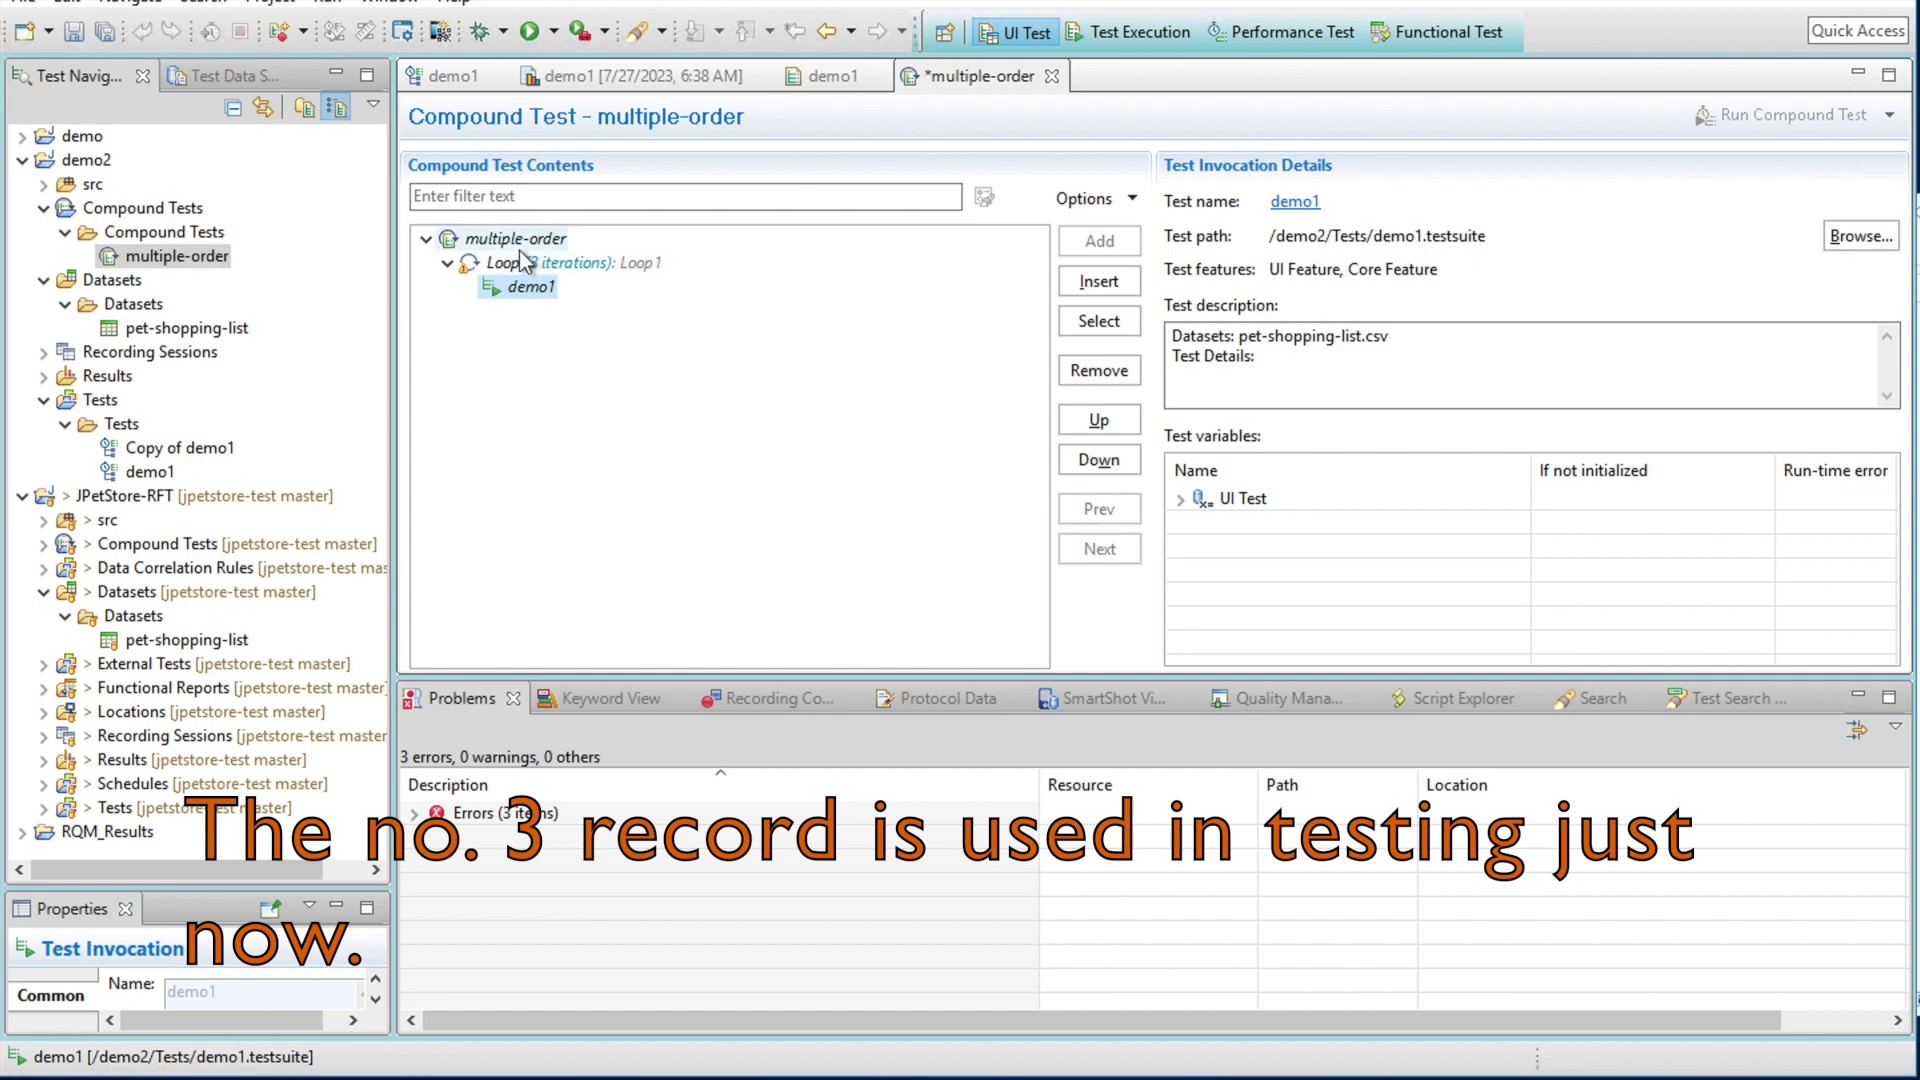 UI Test
Test Execution
Performance Test
Functional Test
Quick Access
Test Navig...
Test Data S...
demo1
demo1 [7/27/2023, 6:38 AM]
demo1
*multiple-order
Compound Test - multiple-order
Run Compound Test
demo
demo2
src
Compound Tests
Compound Tests
multiple-order
Datasets
Datasets
pet-shopping-list
Recording Sessions
Results
Tests
Tests
Copy of demo1
demo1
> JPetStore-RFT [jpetstore-test master]
> src
> Compound Tests [jpetstore-test master]
> Data Correlation Rules [jpetstore-test mas
> Datasets [jpetstore-test master]
Datasets
pet-shopping-list
> External Tests [jpetstore-test master]
> Functional Reports [jpetstore-test master]
> Locations [jpetstore-test master]
> Recording Sessions [jpetstore-test master
> Results [jpetstore-test master]
> Schedules [jpetstore-test master]
> Tests [jpetstore-test master]
RQM_Results
Compound Test Contents
Enter filter text
Options
multiple-order
Loop iterations): Loop1
demo1
Add
Insert
Select
Remove
Up
Down
Prev
Next
Test Invocation Details
Test name: demo1
Test path: /demo2/Tests/demo1.testsuite
Browse...
Test features: UI Feature, Core Feature
Test description:
Datasets: pet-shopping-list.csv
Test Details:
Test variables:
Name If not initialized Run-time error
UI Test
Problems
Keyword View
Recording Co...
Protocol Data
SmartShot Vi...
Quality Mana...
Script Explorer
Search
Test Search ...
3 errors, 0 warnings, 0 others
Description Resource Path Location
Errors (3 items)
The no. 3 record is used in testing just
now.
Properties
Test Invocation
Common
Name: demo1
demo1 [/demo2/Tests/demo1.testsuite]